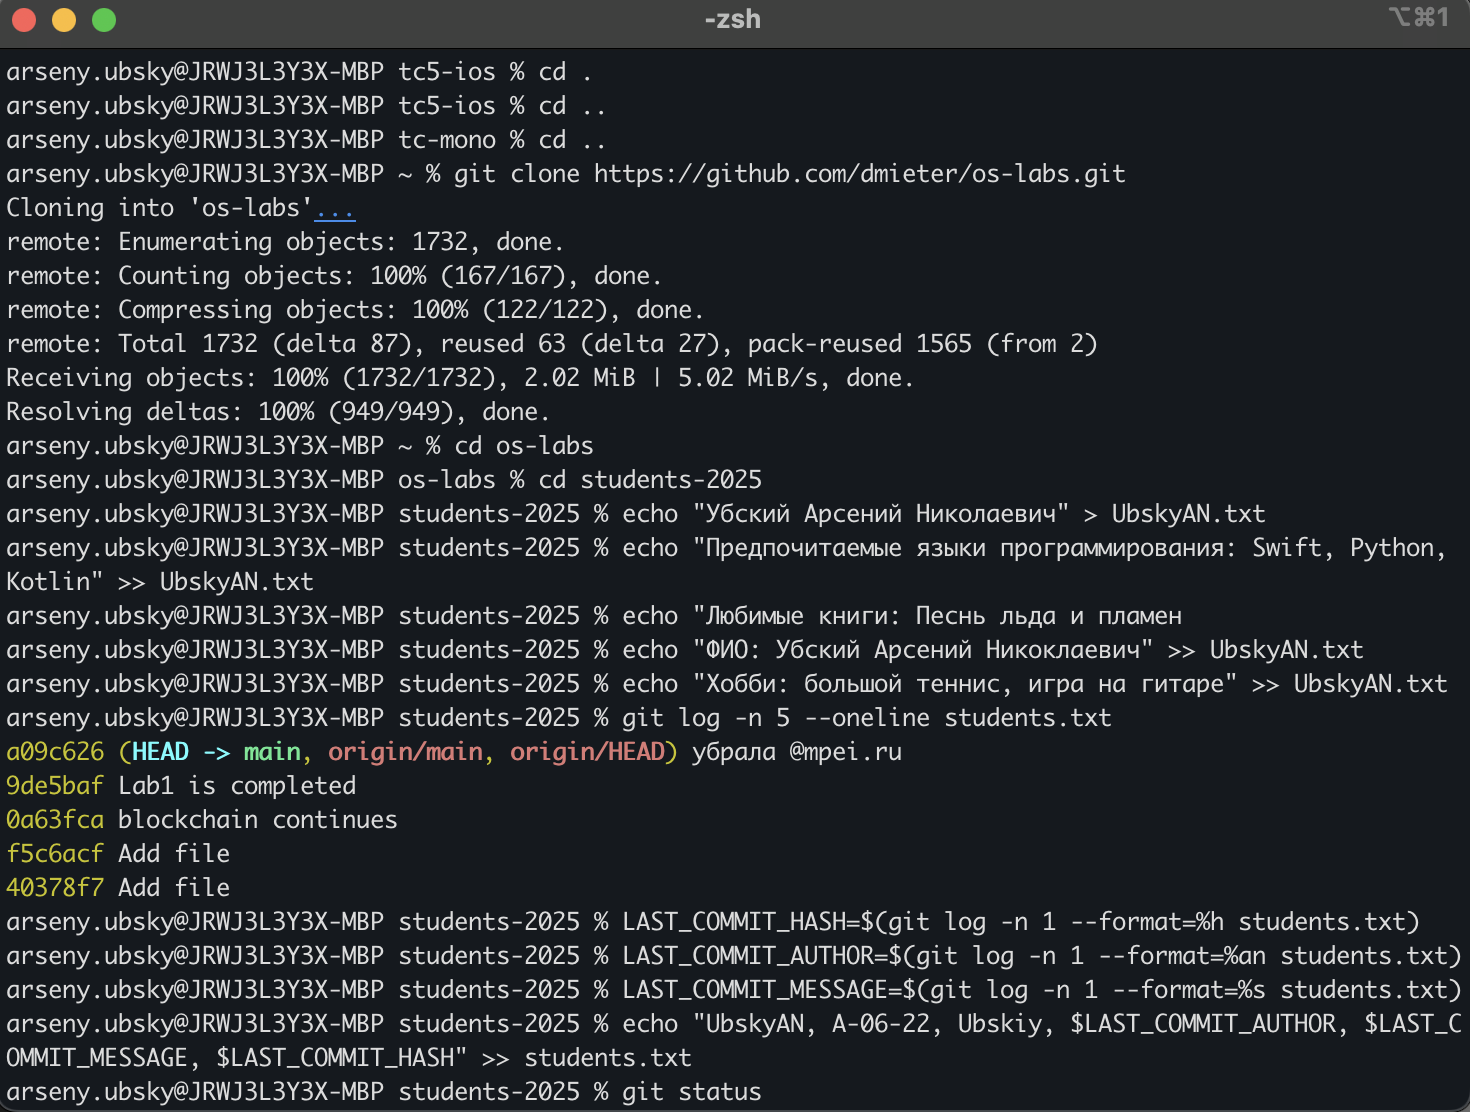 -zsh
⌥⌘1
arseny.ubsky@JRWJ3L3Y3X-MBP tc5-ios % cd .
arseny.ubsky@JRWJ3L3Y3X-MBP tc5-ios % cd ..
arseny.ubsky@JRWJ3L3Y3X-MBP tc-mono % cd ..
arseny.ubsky@JRWJ3L3Y3X-MBP ~ % git clone https://github.com/dmieter/os-labs.git
Cloning into 'os-labs'...
remote: Enumerating objects: 1732, done.
remote: Counting objects: 100% (167/167), done.
remote: Compressing objects: 100% (122/122), done.
remote: Total 1732 (delta 87), reused 63 (delta 27), pack-reused 1565 (from 2)
Receiving objects: 100% (1732/1732), 2.02 MiB | 5.02 MiB/s, done.
Resolving deltas: 100% (949/949), done.
arseny.ubsky@JRWJ3L3Y3X-MBP ~ % cd os-labs
arseny.ubsky@JRWJ3L3Y3X-MBP os-labs % cd students-2025
arseny.ubsky@JRWJ3L3Y3X-MBP students-2025 % echo "Убский Арсений Николаевич" > UbskyAN.txt
arseny.ubsky@JRWJ3L3Y3X-MBP students-2025 % echo "Предпочитаемые языки программирования: Swift, Python,
Kotlin" >> UbskyAN.txt
arseny.ubsky@JRWJ3L3Y3X-MBP students-2025 % echo "Любимые книги: Песнь льда и пламен
arseny.ubsky@JRWJ3L3Y3X-MBP students-2025 % echo "ФИО: Убский Арсений Никоклаевич" >> UbskyAN.txt
arseny.ubsky@JRWJ3L3Y3X-MBP students-2025 % echo "Хобби: большой теннис, игра на гитаре" >> UbskyAN.txt
arseny.ubsky@JRWJ3L3Y3X-MBP students-2025 % git log -n 5 --oneline students.txt
a09c626 (HEAD -> main, origin/main, origin/HEAD) убрала @mpei.ru
9de5baf Lab1 is completed
0a63fca blockchain continues
f5c6acf Add file
40378f7 Add file
arseny.ubsky@JRWJ3L3Y3X-MBP students-2025 % LAST_COMMIT_HASH=$(git log -n 1 --format=%h students.txt)
arseny.ubsky@JRWJ3L3Y3X-MBP students-2025 % LAST_COMMIT_AUTHOR=$(git log -n 1 --format=%an students.txt)
arseny.ubsky@JRWJ3L3Y3X-MBP students-2025 % LAST_COMMIT_MESSAGE=$(git log -n 1 --format=%s students.txt)
arseny.ubsky@JRWJ3L3Y3X-MBP students-2025 % echo "UbskyAN, A-06-22, Ubskiy, $LAST_COMMIT_AUTHOR, $LAST_C
OMMIT_MESSAGE, $LAST_COMMIT_HASH" >> students.txt
arseny.ubsky@JRWJ3L3Y3X-MBP students-2025 % git status